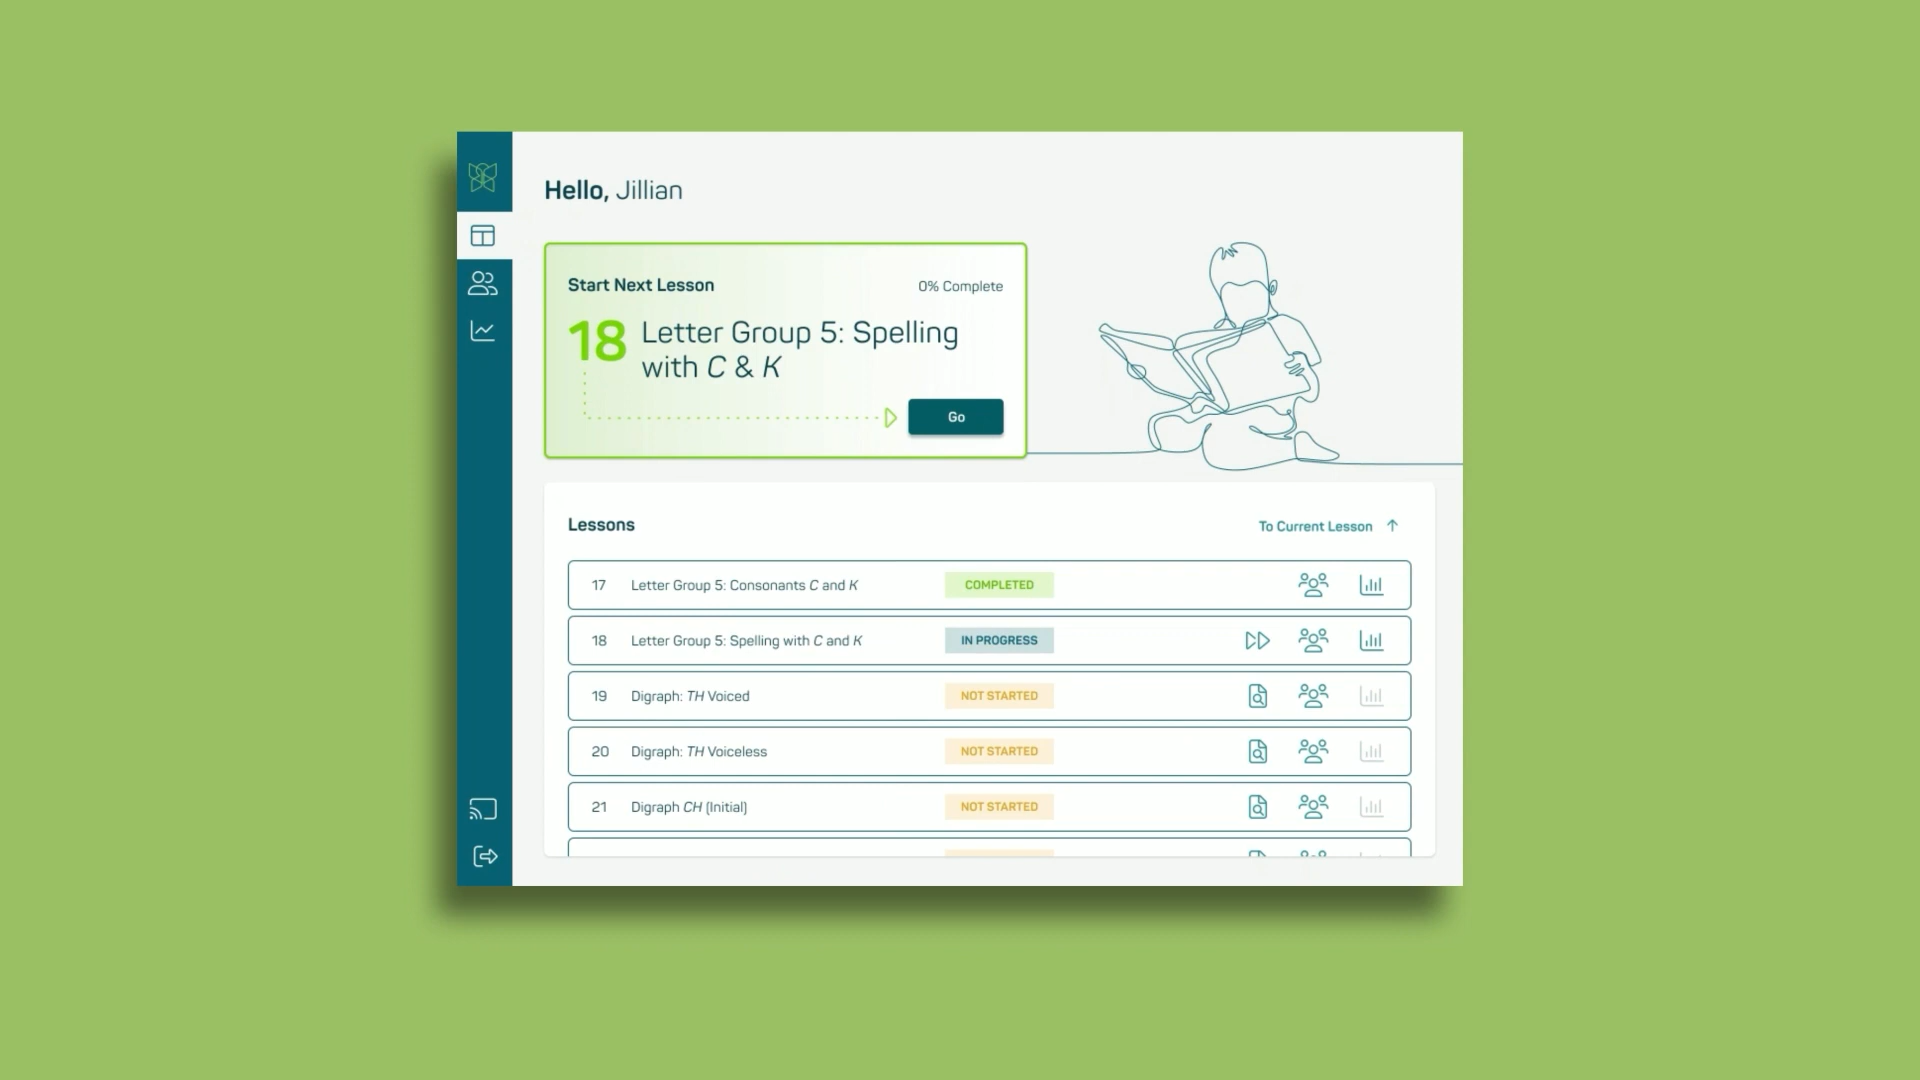 Hello, Jillian
Start Next Lesson
0% Complete
18
Letter Group 5: Spelling
with C & K
Go
Lessons
To Current Lesson
17 Letter Group 5: Consonants C and K COMPLETED
18 Letter Group 5: Spelling with C and K IN PROGRESS
19 Digraph: TH Voiced NOT STARTED
20 Digraph: TH Voiceless NOT STARTED
21 Digraph CH (Initial) NOT STARTED